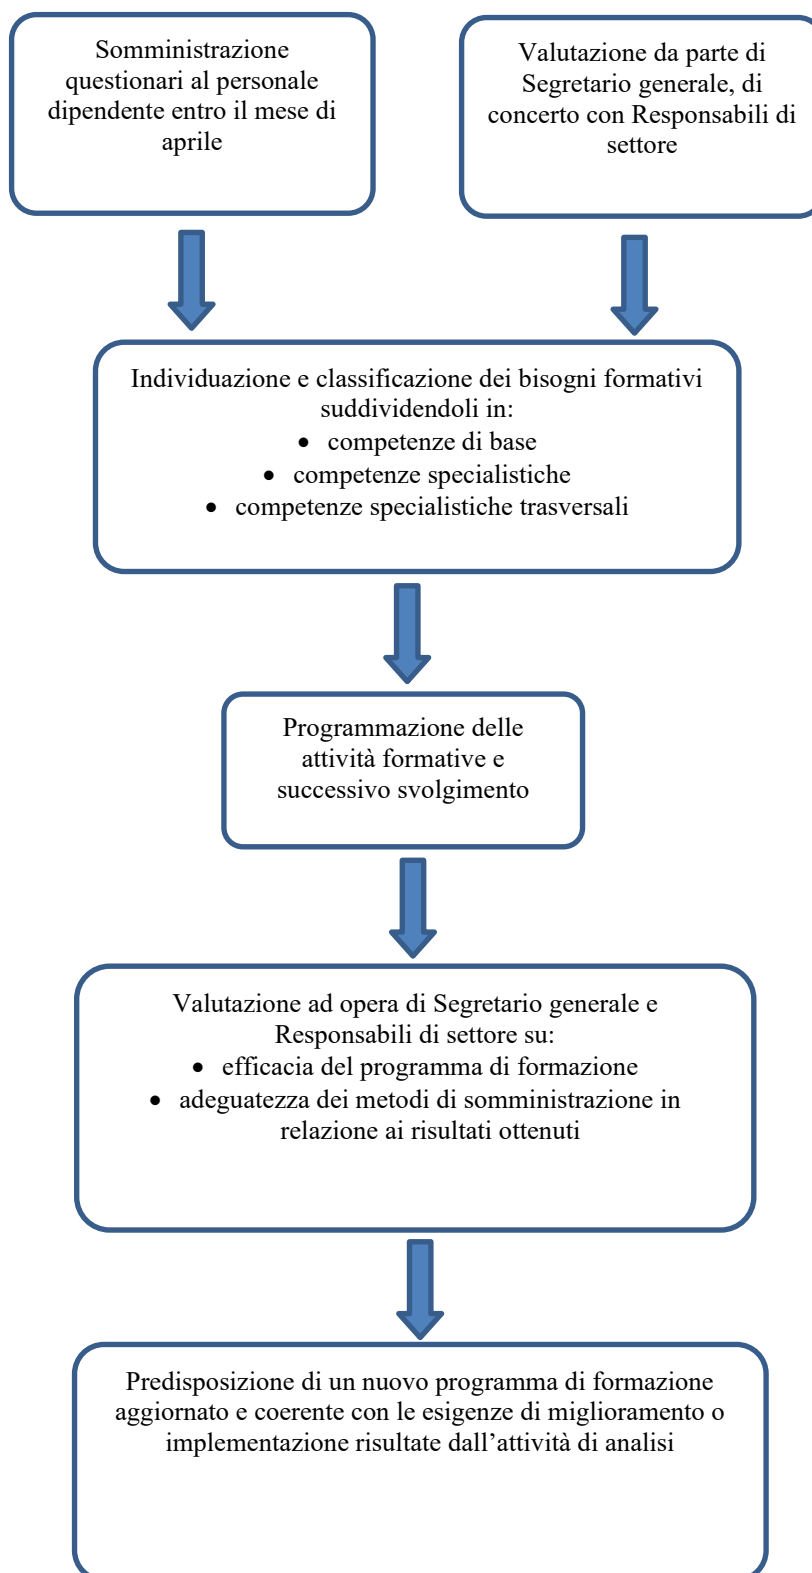 Somministrazione
questionari al personale
dipendente entro il mese di
aprile
Valutazione da parte di
Segretario generale, di
concerto con Responsabili di
settore
Individuazione e classificazione dei bisogni formativi
suddividendoli in:
• competenze di base
• competenze specialistiche
• competenze specialistiche trasversali
Programmazione delle
attività formative e
successivo svolgimento
Valutazione ad opera di Segretario generale e
Responsabili di settore su:
• efficacia del programma di formazione
• adeguatezza dei metodi di somministrazione in
relazione ai risultati ottenuti
Predisposizione di un nuovo programma di formazione
aggiornato e coerente con le esigenze di miglioramento o
implementazione risultate dall’attività di analisi